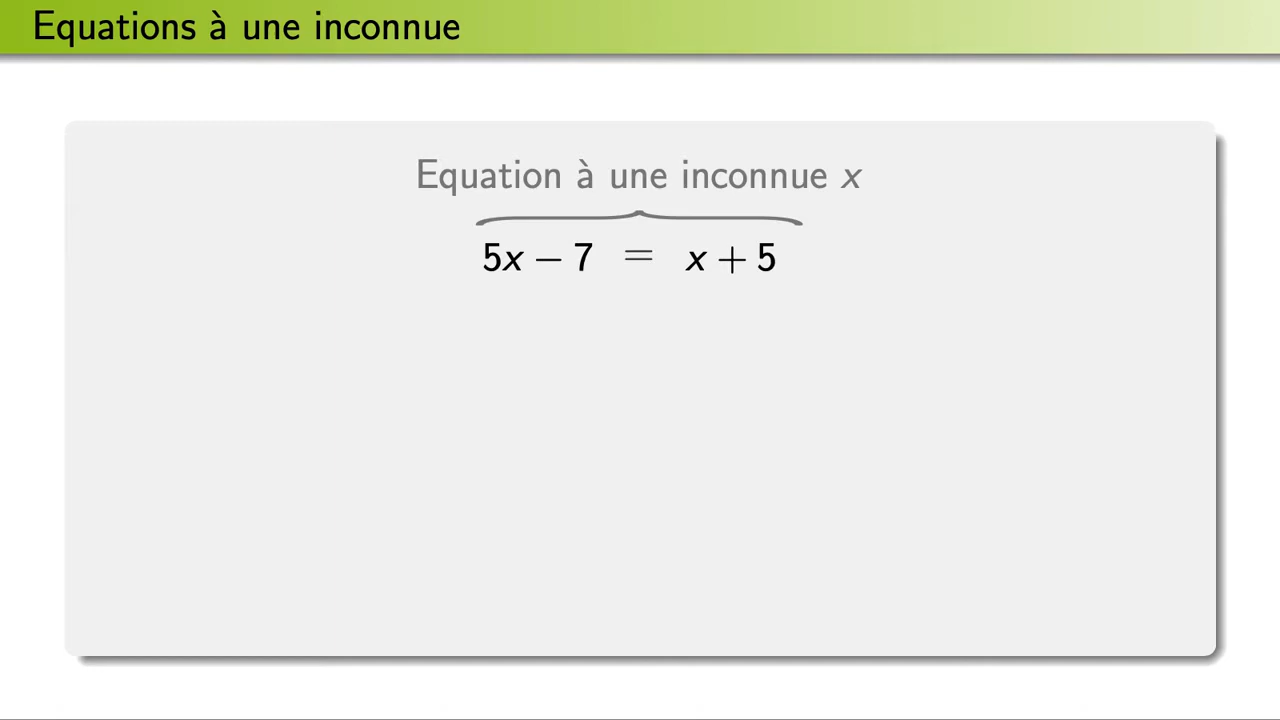 Equations à une inconnue
Equation à une inconnue x
5x − 7 = x + 5